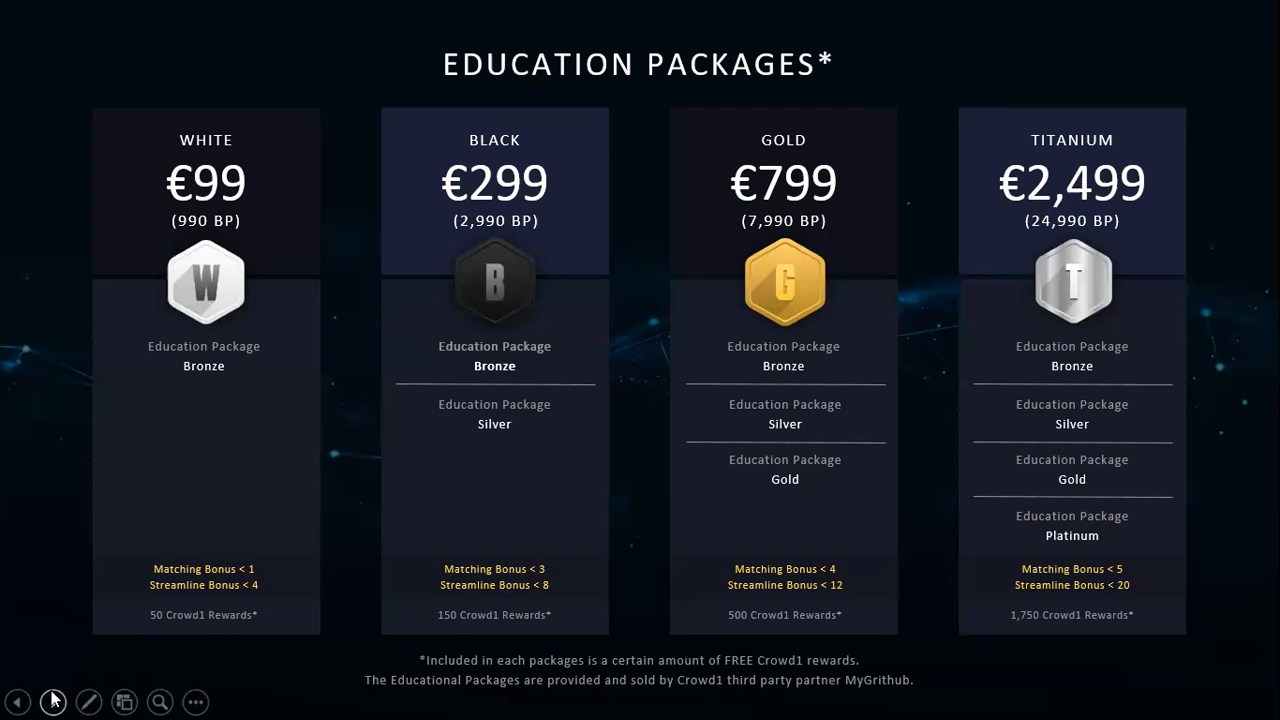 EDUCATION PACKAGES*
WHITE
€99
(990 BP)
W
Education Package
Bronze
Matching Bonus < 1
Streamline Bonus < 4
50 Crowd1 Rewards*
BLACK
€299
(2,990 BP)
B
Education Package
Bronze
Education Package
Silver
Matching Bonus < 3
Streamline Bonus < 8
150 Crowd1 Rewards*
GOLD
€799
(7,990 BP)
G
Education Package
Bronze
Education Package
Silver
Education Package
Gold
Matching Bonus < 4
Streamline Bonus < 12
500 Crowd1 Rewards*
TITANIUM
€2,499
(24,990 BP)
T
Education Package
Bronze
Education Package
Silver
Education Package
Gold
Education Package
Platinum
Matching Bonus < 5
Streamline Bonus < 20
1,750 Crowd1 Rewards*
*Included in each packages is a certain amount of FREE Crowd1 rewards.
The Educational Packages are provided and sold by Crowd1 third party partner MyGrithub.